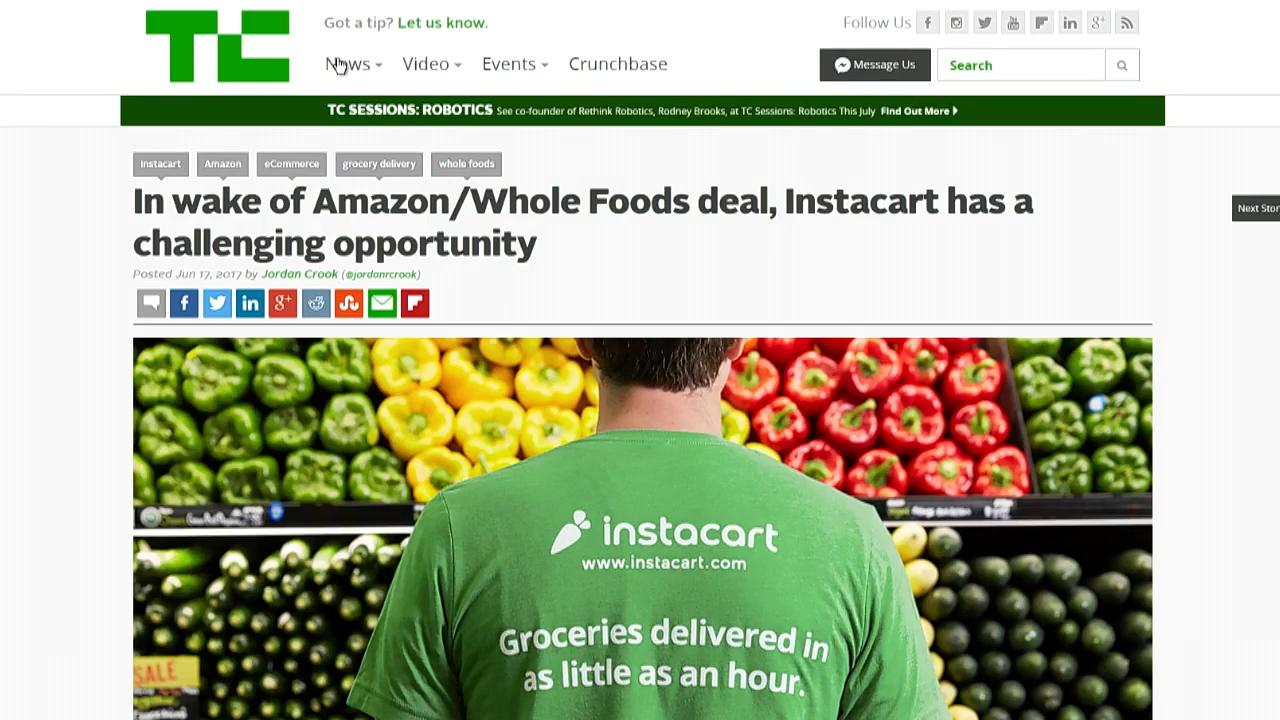 TC
Got a tip? Let us know.
Follow Us
News
Video
Events
Crunchbase
Message Us
Search
TC SESSIONS: ROBOTICS See co-founder of Rethink Robotics, Rodney Brooks, at TC Sessions: Robotics This July Find Out More
Instacart
Amazon
eCommerce
grocery delivery
whole foods
In wake of Amazon/Whole Foods deal, Instacart has a
challenging opportunity
Next Stor
Posted Jun 17, 2017 by Jordan Crook (@jordanrcrook)
instacart
www.instacart.com
Groceries delivered in
as little as an hour.
SALE